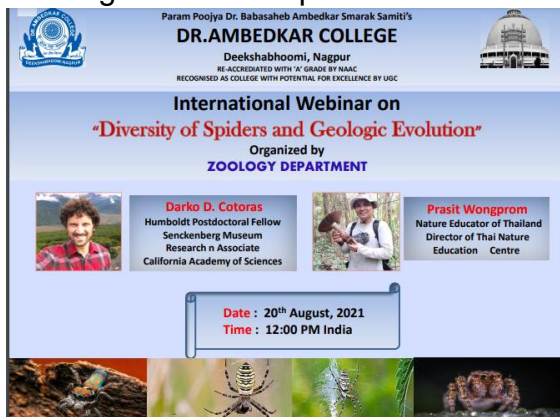 Param Poojya Dr. Babasaheb Ambedkar Smarak Samiti's
DR.AMBEDKAR COLLEGE
Deekshabhoomi, Nagpur
RE-ACCREDITED WITH 'A' GRADE BY NAAC
RECOGNISED AS COLLEGE WITH POTENTIAL FOR EXCELLENCE BY UGC
International Webinar on
"Diversity of Spiders and Geologic Evolution"
Organized by
ZOOLOGY DEPARTMENT
Darko D. Cotoras
Humboldt Postdoctoral Fellow
Senckenberg Museum
Research n Associate
California Academy of Sciences
Prasit Wongprom
Nature Educator of Thailand
Director of Thai Nature
Education Centre
Date : 20th August, 2021
Time : 12:00 PM India